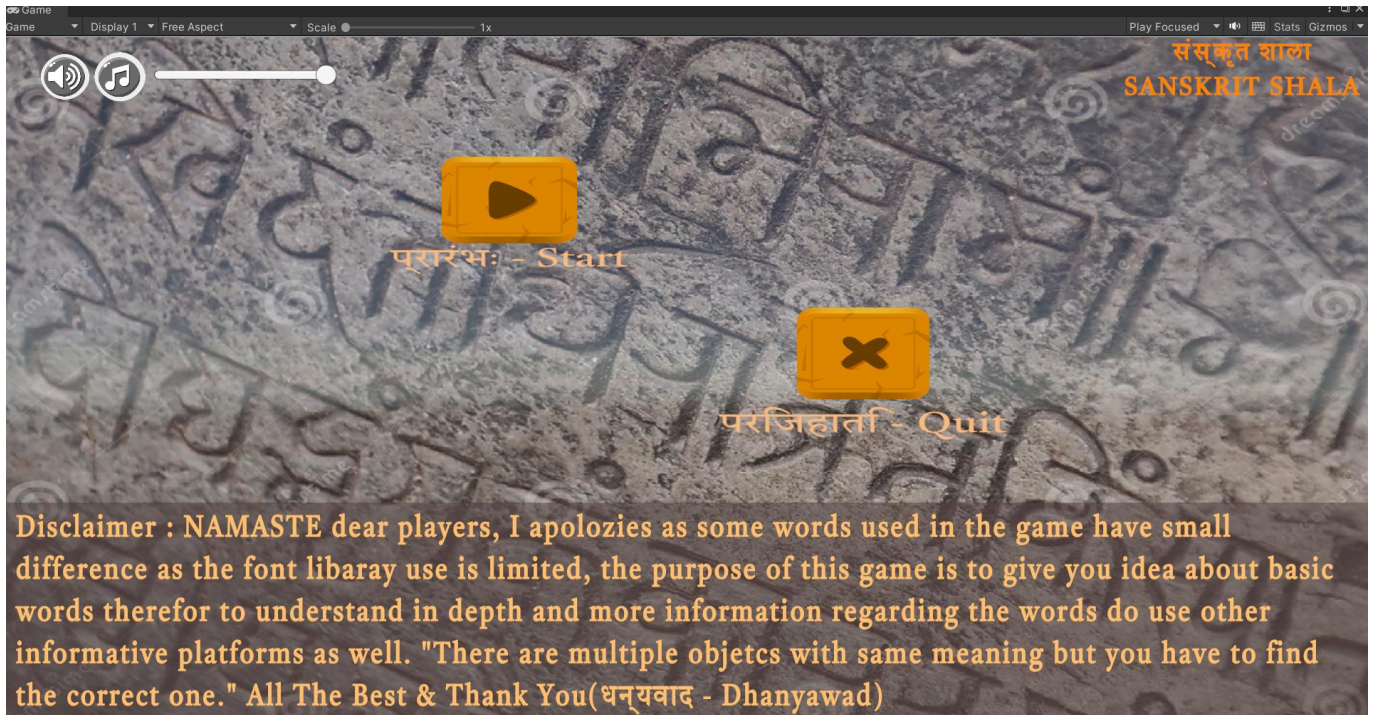 Game
Game Display 1 Free Aspect Scale 1x Play Focused Stats Gizmos
संस्कृत शाला
SANSKRIT SHALA
प्रारंभः - Start
परजिहाति - Quit
Disclaimer : NAMASTE dear players, I apolozies as some words used in the game have small
difference as the font libaray use is limited, the purpose of this game is to give you idea about basic
words therefor to understand in depth and more information regarding the words do use other
informative platforms as well. "There are multiple objetcs with same meaning but you have to find
the correct one." All The Best & Thank You(धन्यवाद - Dhanyawad)